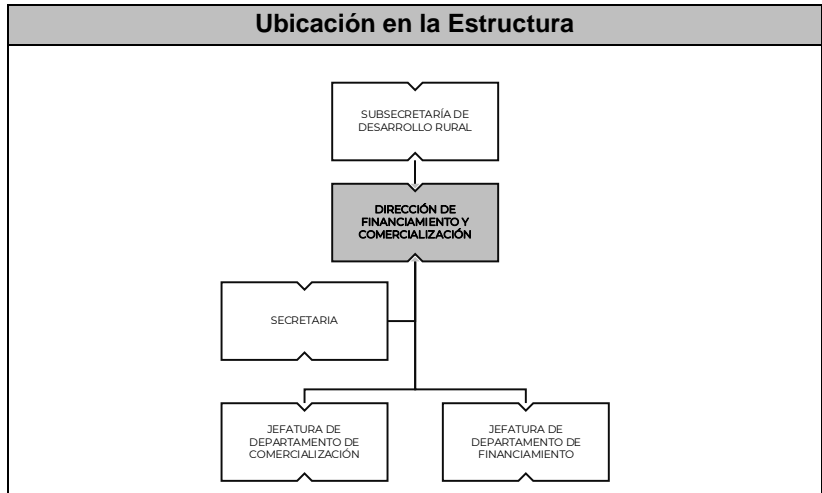 Ubicación en la Estructura
SUBSECRETARÍA DE
DESARROLLO RURAL
DIRECCIÓN DE
FINANCIAMIENTO Y
COMERCIALIZACIÓN
SECRETARIA
JEFATURA DE
DEPARTAMENTO DE
COMERCIALIZACIÓN
JEFATURA DE
DEPARTAMENTO DE
FINANCIAMIENTO